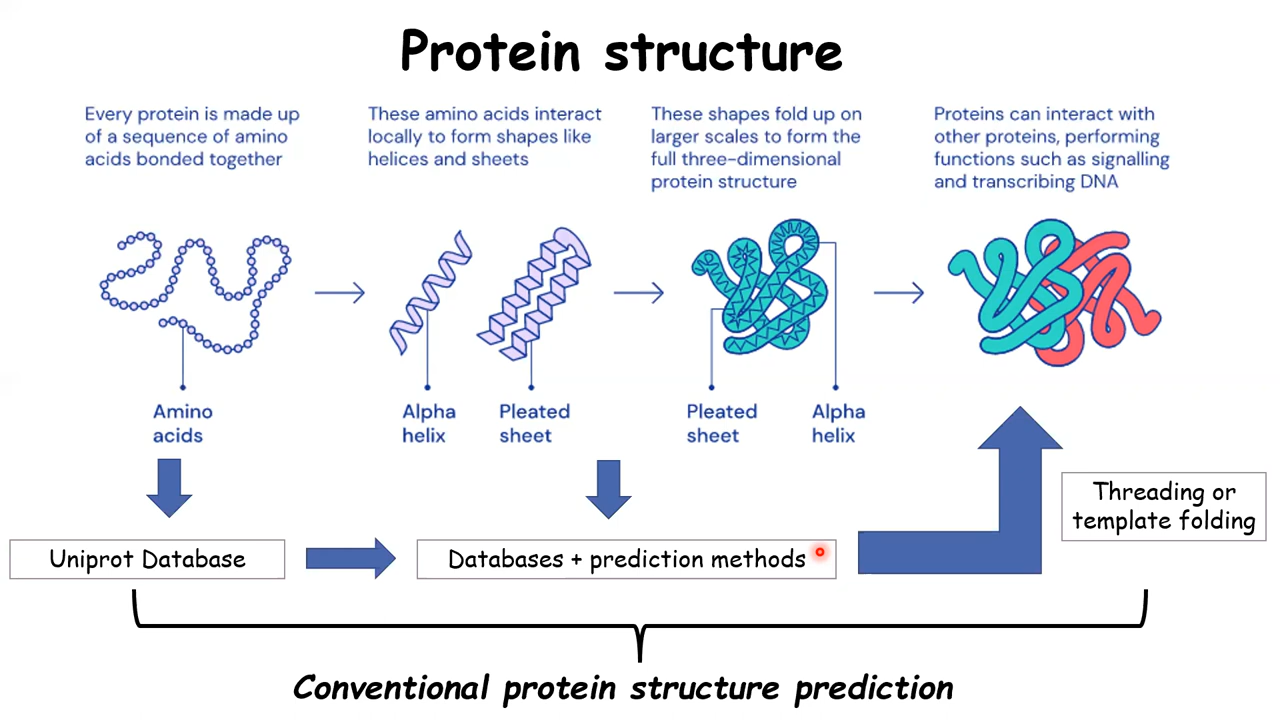 Protein structure
Every protein is made up
of a sequence of amino
acids bonded together
These amino acids interact
locally to form shapes like
helices and sheets
These shapes fold up on
larger scales to form the
full three-dimensional
protein structure
Proteins can interact with
other proteins, performing
functions such as signalling
and transcribing DNA
Amino
acids
Alpha
helix
Pleated
sheet
Pleated
sheet
Alpha
helix
Threading or
template folding
Uniprot Database
Databases + prediction methods
Conventional protein structure prediction